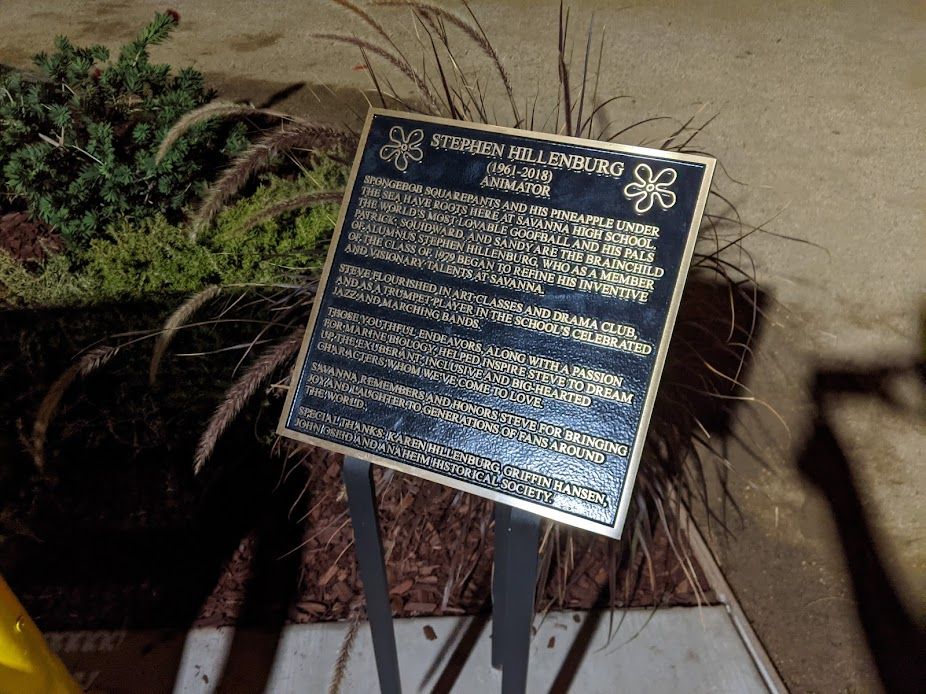 STEPHEN HILLENBURG
(1961-2018)
ANIMATOR
SPONGEBOB SQUAREPANTS AND HIS PINEAPPLE UNDER
THE SEA HAVE ROOTS HERE AT SAVANNA HIGH SCHOOL.
THE WORLD'S MOST LOVABLE GOOFBALL AND HIS PALS
PATRICK, SQUIDWARD AND SANDY ARE THE BRAINCHILD
OF ALUMNUS STEPHEN HILLENBURG, WHO AS A MEMBER
OF THE CLASS OF 1979 BEGAN TO REFINE HIS INVENTIVE
AND VISIONARY TALENTS AT SAVANNA.
STEVE FLOURISHED IN ART CLASSES AND DRAMA CLUB,
AND AS A TRUMPET PLAYER IN THE SCHOOL'S CELEBRATED
JAZZ AND MARCHING BANDS.
THOSE YOUTHFUL ENDEAVORS, ALONG WITH A PASSION
FOR MARINE BIOLOGY, HELPED INSPIRE STEVE TO DREAM
UP THE EXUBERANT, INCLUSIVE AND BIG-HEARTED
CHARACTERS WHOM WE'VE COME TO LOVE.
SAVANNA REMEMBERS AND HONORS STEVE FOR BRINGING
JOY AND LAUGHTER TO GENERATIONS OF FANS AROUND
THE WORLD.
SPECIAL THANKS: KAREN HILLENBURG, GRIFFIN HANSEN,
JOHN JOSEID AND ANAHEIM HISTORICAL SOCIETY.